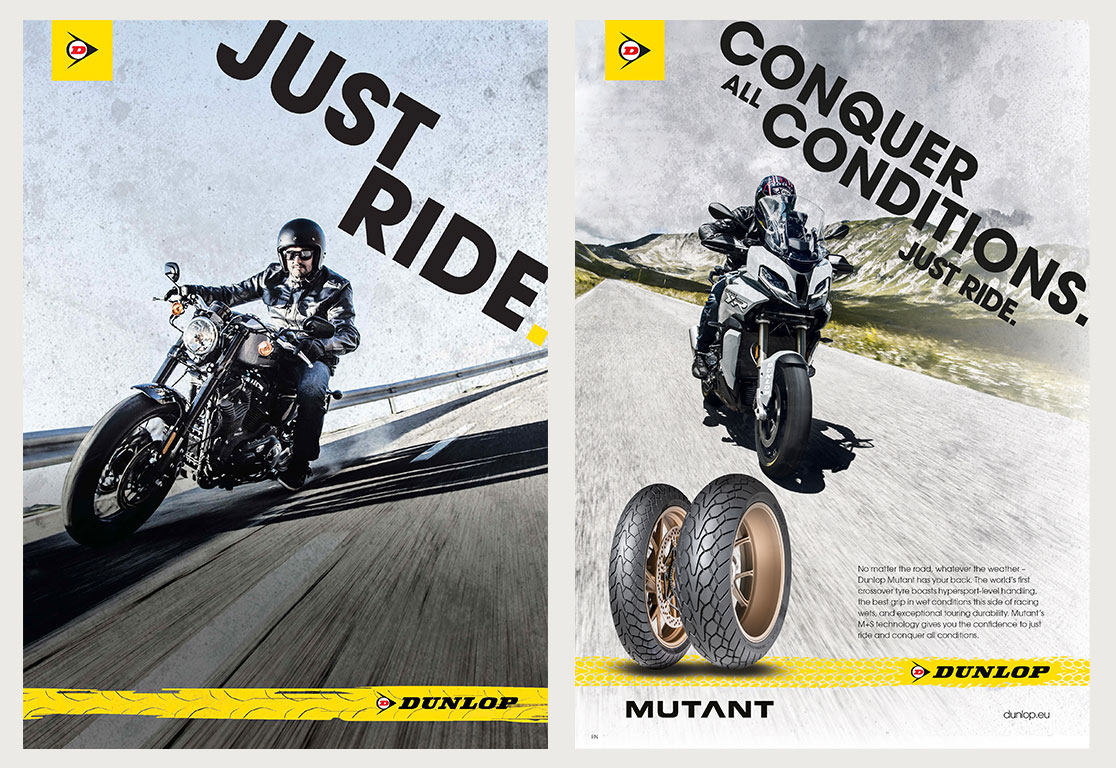 D
JUST
RIDE.
D DUNLOP
D
CONQUER
ALL
CONDITIONS.
JUST RIDE.
No matter the road, whatever the weather –
Dunlop Mutant has your back. The world's first
crossover tyre boasts hypersport-level handling,
the best grip in wet conditions this side of racing
wets, and exceptional touring durability. Mutant's
M+S technology gives you the confidence to just
ride and conquer all conditions.
D DUNLOP
MUTANT
dunlop.eu
EN